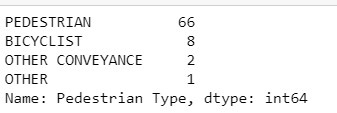 PEDESTRIAN 66
BICYCLIST 8
OTHER CONVEYANCE 2
OTHER 1
Name: Pedestrian Type, dtype: int64